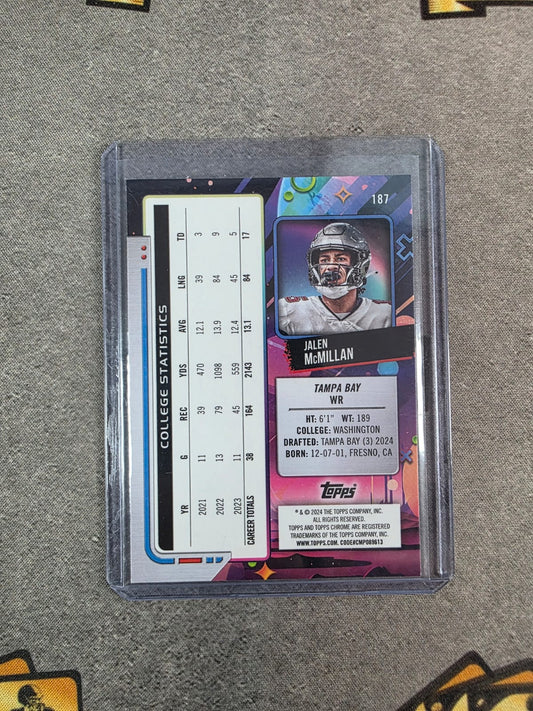 187
JALEN
McMILLAN
TAMPA BAY
WR
HT: 6'1" WT: 189
COLLEGE: WASHINGTON
DRAFTED: TAMPA BAY (3) 2024
BORN: 12-07-01, FRESNO, CA
Topps
® & © 2024 THE TOPPS COMPANY, INC.
ALL RIGHTS RESERVED.
TOPPS AND TOPPS CHROME ARE REGISTERED
TRADEMARKS OF THE TOPPS COMPANY, INC.
WWW.TOPPS.COM. CODE#CMP089613
COLLEGE STATISTICS
YR G REC YDS AVG LNG TD
2021 11 39 470 12.1 39 3
2022 13 79 1098 13.9 84 9
2023 11 45 559 12.4 45 5
CAREER TOTALS 38 164 2143 13.1 84 17